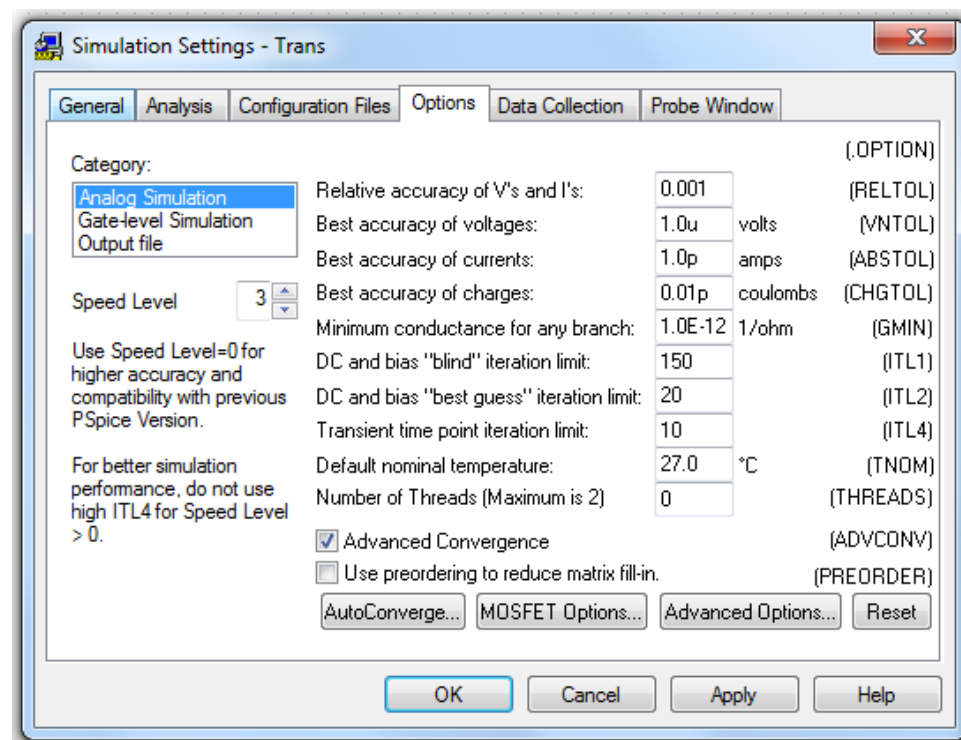 Simulation Settings - Trans
General Analysis Configuration Files Options Data Collection Probe Window
(.OPTION)
Category:
Analog Simulation
Gate-level Simulation
Output file
Speed Level 3
Use Speed Level=0 for
higher accuracy and
compatibility with previous
PSpice Version.
For better simulation
performance, do not use
high ITL4 for Speed Level
> 0.
Relative accuracy of V's and I's: 0.001 (RELTOL)
Best accuracy of voltages: 1.0u volts (VNTOL)
Best accuracy of currents: 1.0p amps (ABSTOL)
Best accuracy of charges: 0.01p coulombs (CHGTOL)
Minimum conductance for any branch: 1.0E-12 1/ohm (GMIN)
DC and bias "blind" iteration limit: 150 (ITL1)
DC and bias "best guess" iteration limit: 20 (ITL2)
Transient time point iteration limit: 10 (ITL4)
Default nominal temperature: 27.0 °C (TNOM)
Number of Threads (Maximum is 2) 0 (THREADS)
Advanced Convergence (ADVCONV)
Use preordering to reduce matrix fill-in. (PREORDER)
AutoConverge... MOSFET Options... Advanced Options... Reset
OK Cancel Apply Help